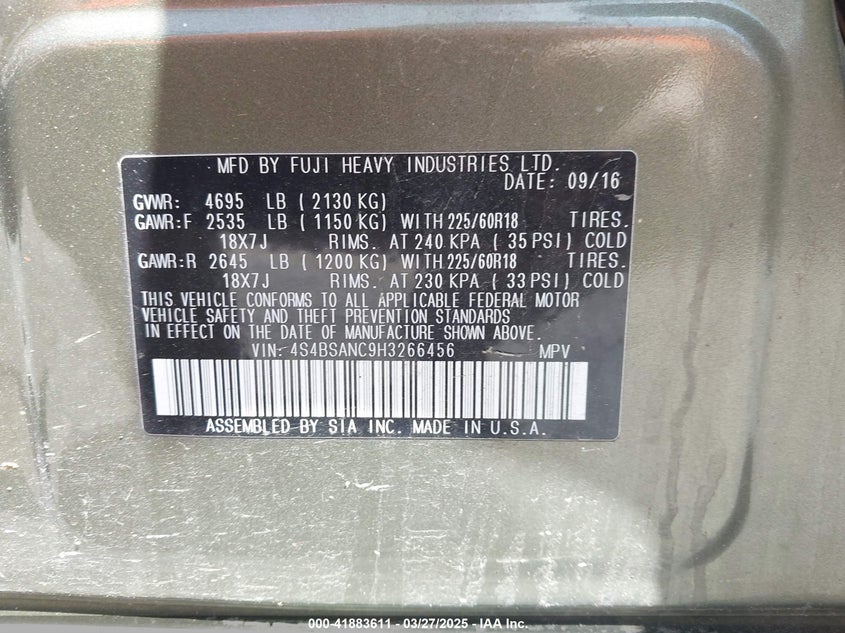 MFD BY FUJI HEAVY INDUSTRIES LTD.
DATE: 09/16
GVWR: 4695 LB ( 2130 KG)
GAWR:F 2535 LB ( 1150 KG) WITH 225/60R18 TIRES.
18X7J RIMS. AT 240 KPA ( 35 PSI) COLD
GAWR:R 2645 LB ( 1200 KG) WITH 225/60R18 TIRES.
18X7J RIMS. AT 230 KPA ( 33 PSI) COLD
THIS VEHICLE CONFORMS TO ALL APPLICABLE FEDERAL MOTOR
VEHICLE SAFETY AND THEFT PREVENTION STANDARDS
IN EFFECT ON THE DATE OF MANUFACTURE SHOWN ABOVE.
VIN: 4S4BSANC9H3266456 MPV
ASSEMBLED BY SIA INC. MADE IN U.S.A.
000-41883611 - 03/27/2025 - IAA Inc.